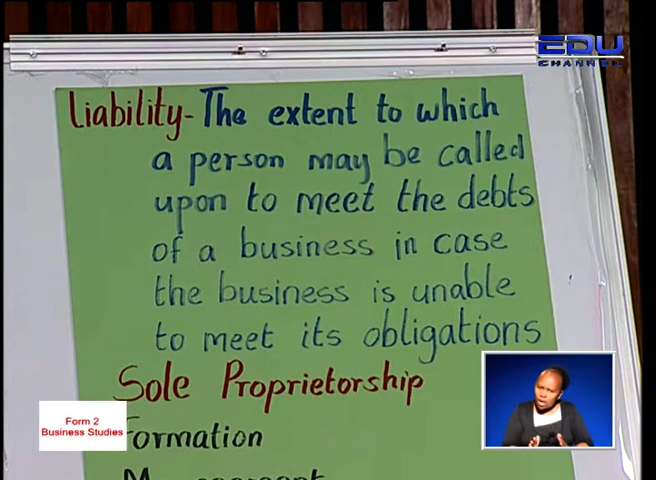 EDU
CHANNEL
Liability - The extent to which
a person may be called
upon to meet the debts
of a business in case
the business is unable
to meet its obligations
Sole Proprietorship
Formation
Management
Form 2
Business Studies